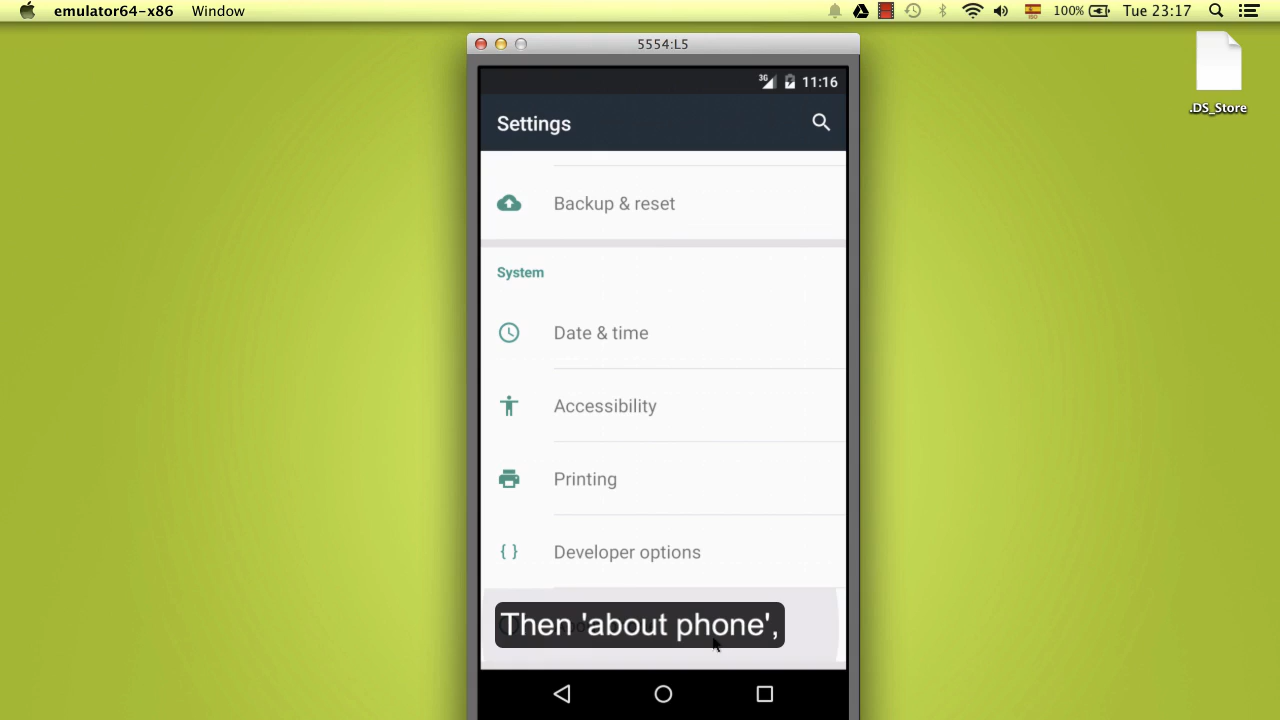 emulator64-x86 Window 100% Tue 23:17
5554:L5
.DS_Store
3G 11:16
Settings
Backup & reset
System
Date & time
Accessibility
Printing
{ } Developer options
Then 'about phone',